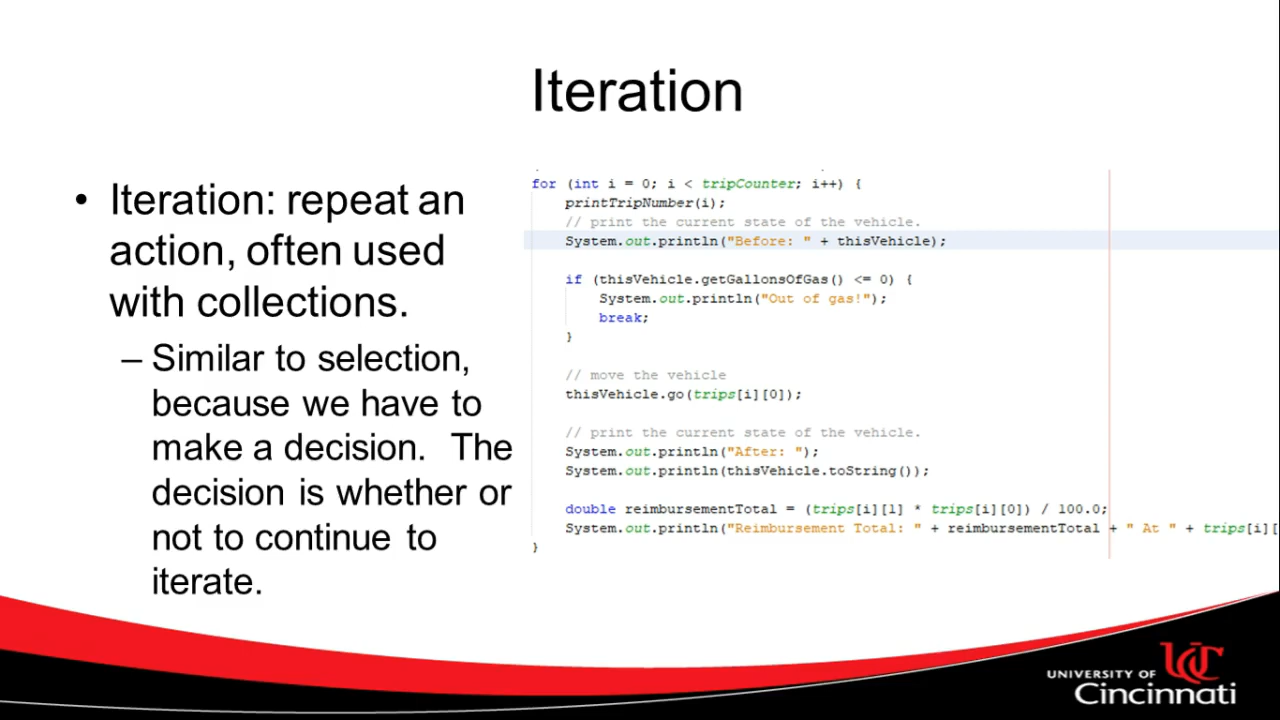 Iteration
• Iteration: repeat an
action, often used
with collections.
– Similar to selection,
because we have to
make a decision. The
decision is whether or
not to continue to
iterate.
for (int i = 0; i < tripCounter; i++) {
printTripNumber(i);
// print the current state of the vehicle.
System.out.println("Before: " + thisVehicle);
if (thisVehicle.getGallonsOfGas() <= 0) {
System.out.println("Out of gas!");
break;
}
// move the vehicle
thisVehicle.go(trips[i][0]);
// print the current state of the vehicle.
System.out.println("After: ");
System.out.println(thisVehicle.toString());
double reimbursementTotal = (trips[i][1] * trips[i][0]) / 100.0;
System.out.println("Reimbursement Total: " + reimbursementTotal + " At " + trips[i][
}
UC
UNIVERSITY OF
Cincinnati